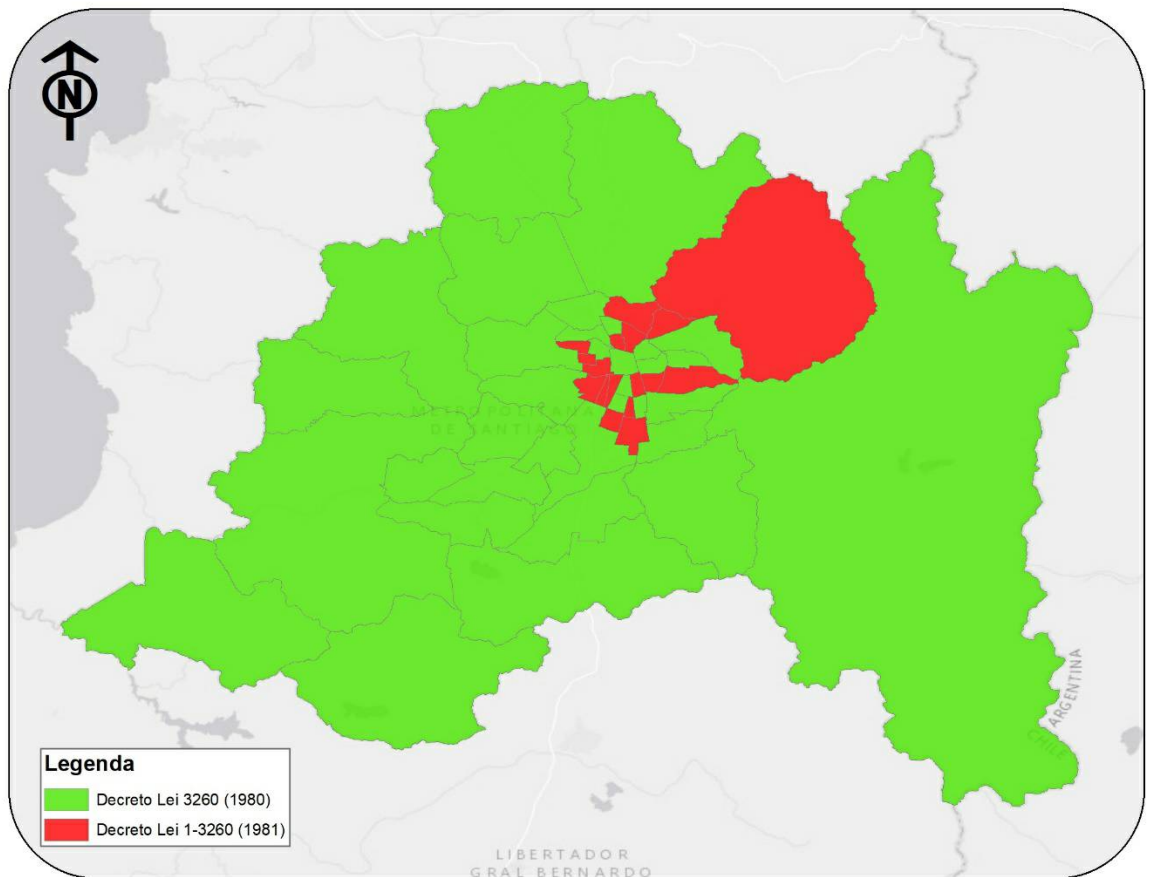 N
METROPOLITANA
DE SANTIAGO
ARGENTINA
CHILE
Legenda
Decreto Lei 3260 (1980)
Decreto Lei 1-3260 (1981)
LIBERTADOR
GRAL BERNARDO